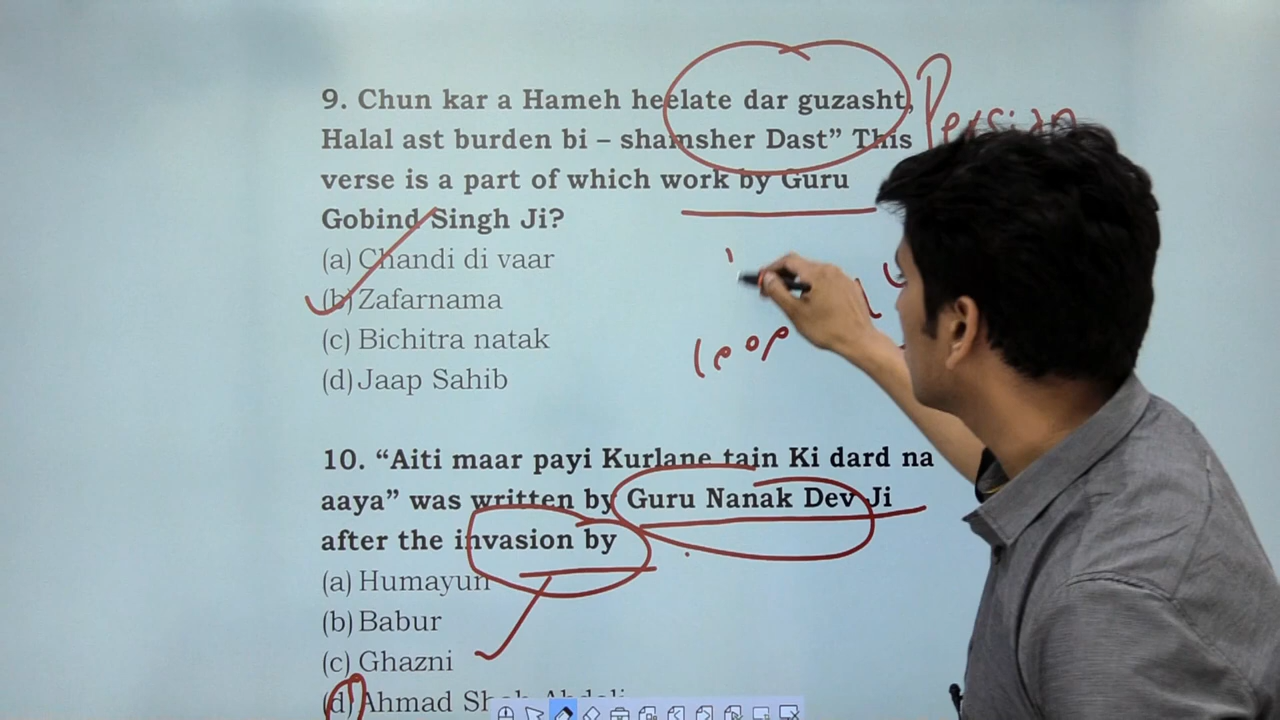 9. Chun kar a Hameh heelate dar guzasht, Persian
Halal ast burden bi – shamsher Dast” This
verse is a part of which work by Guru
Gobind Singh Ji?
(a) Chandi di vaar
(b) Zafarnama
(c) Bichitra natak
(d) Jaap Sahib
10. “Aiti maar payi Kurlane tain Ki dard na
aaya” was written by Guru Nanak Dev Ji
after the invasion by
(a) Humayun
(b) Babur
(c) Ghazni
(d) Ahmad Shah Abdali